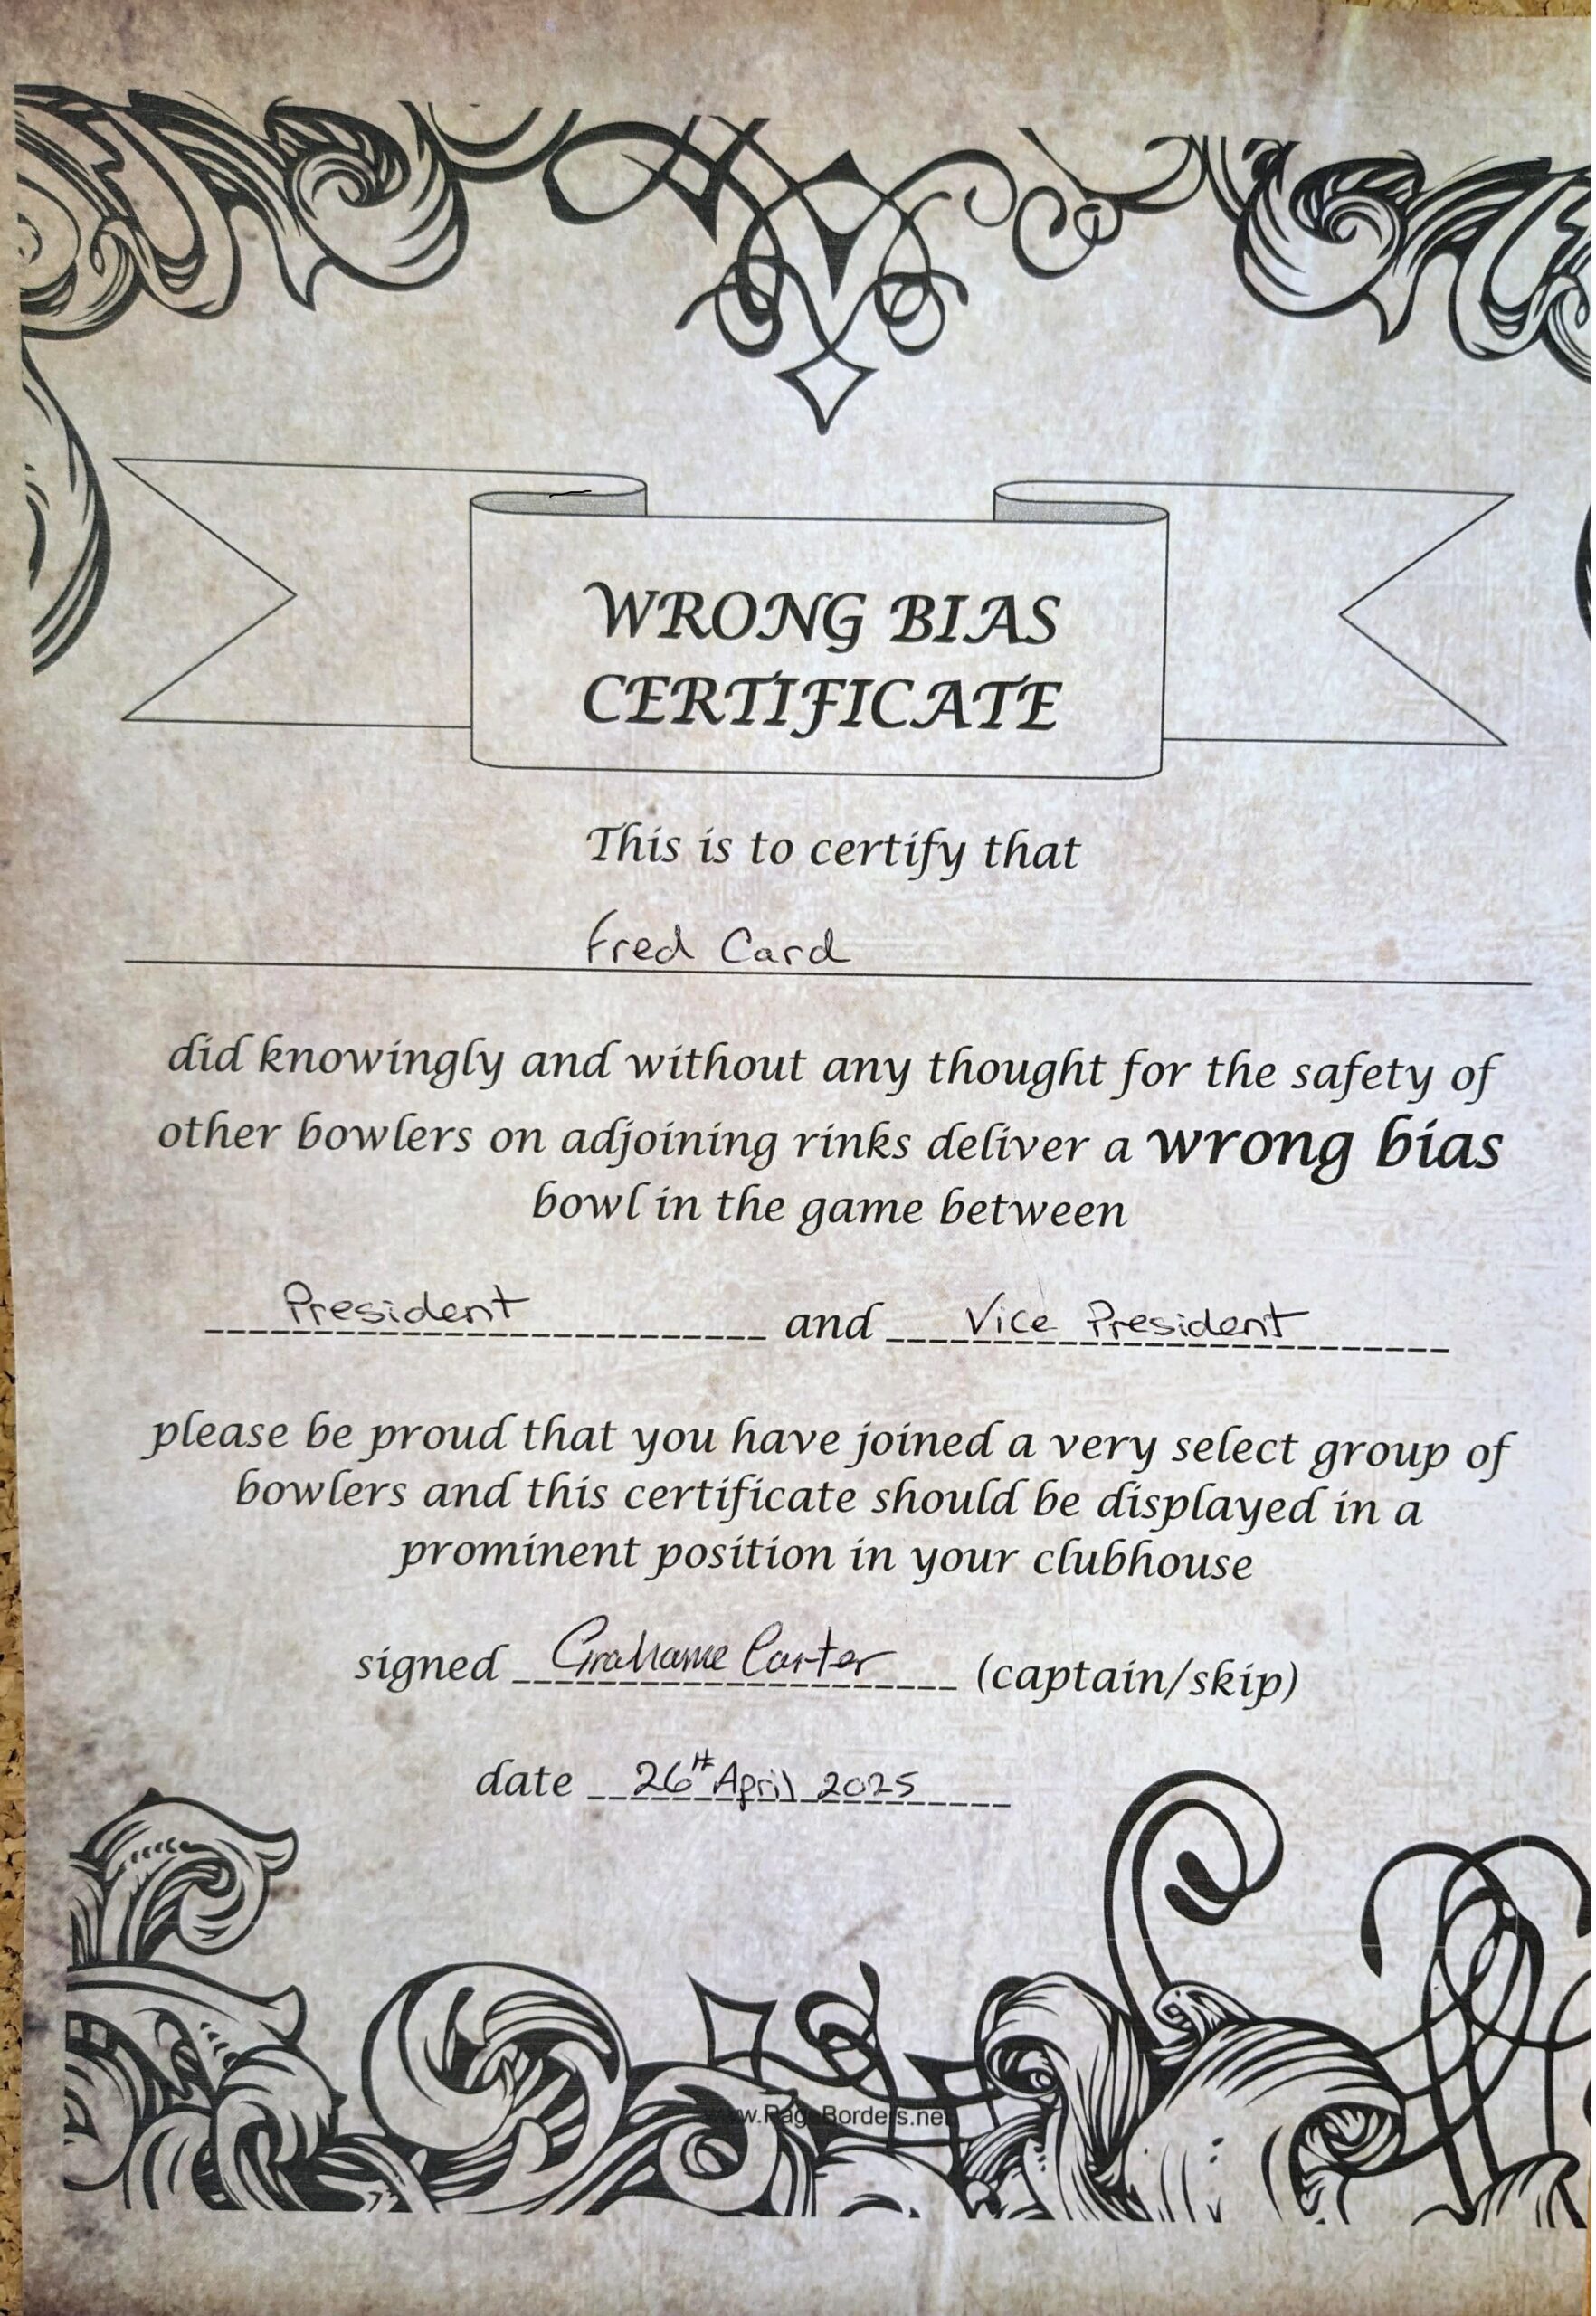 WRONG BIAS
CERTIFICATE
This is to certify that
Fred Card
did knowingly and without any thought for the safety of
other bowlers on adjoining rinks deliver a wrong bias
bowl in the game between
President and Vice President
please be proud that you have joined a very select group of
bowlers and this certificate should be displayed in a
prominent position in your clubhouse
signed Grahame Carter (captain/skip)
date 26th April 2025
www.PageBorders.net